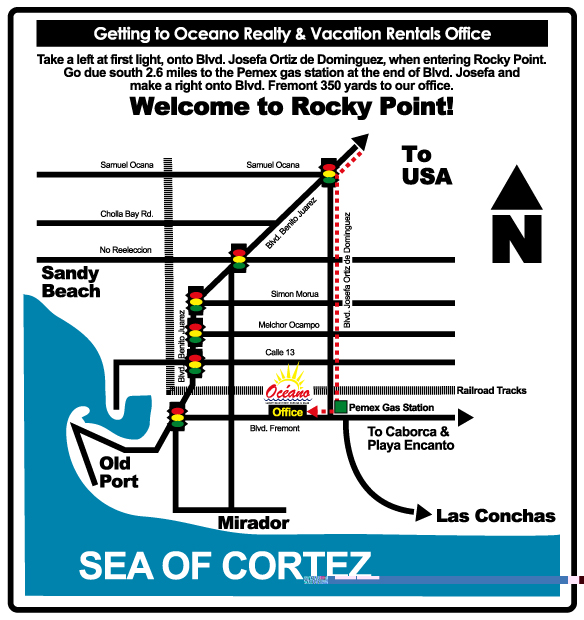 Getting to Oceano Realty & Vacation Rentals Office
Take a left at first light, onto Blvd. Josefa Ortiz de Dominguez, when entering Rocky Point.
Go due south 2.6 miles to the Pemex gas station at the end of Blvd. Josefa and
make a right onto Blvd. Fremont 350 yards to our office.
Welcome to Rocky Point!
To
USA
Samuel Ocana
Samuel Ocana
N
Cholla Bay Rd.
Blvd. Benito Juarez
Blvd. Josefa Ortiz de Dominguez
No Reeleccion
Sandy
Beach
Simon Morua
Blvd. Benito Juarez
Melchor Ocampo
Calle 13
Railroad Tracks
Océano
Office
Pemex Gas Station
Blvd. Fremont
To Caborca &
Playa Encanto
Old
Port
Mirador
Las Conchas
SEA OF CORTEZ